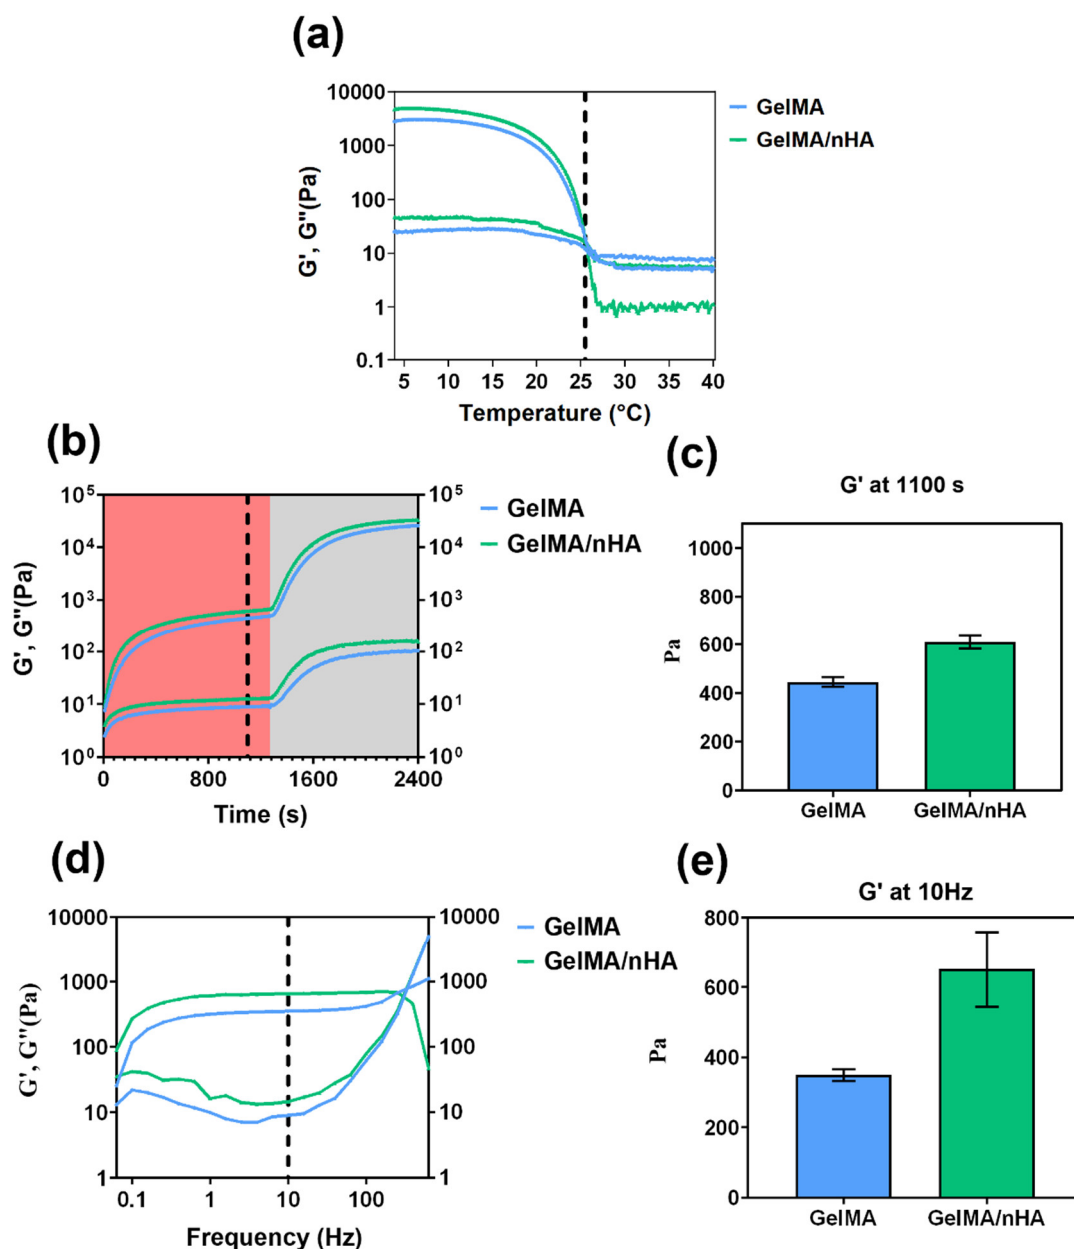 (a)
10000
1000
100
10
1
0.1
G', G"(Pa)
5 10 15 20 25 30 35 40
Temperature (°C)
GelMA
GelMA/nHA
(b)
10⁵
10⁴
10³
10²
10¹
10⁰
G', G"(Pa)
10⁵
10⁴
10³
10²
10¹
10⁰
0 800 1600 2400
Time (s)
GelMA
GelMA/nHA
(c)
G' at 1100 s
1000
800
600
400
200
0
Pa
GelMA GelMA/nHA
(d)
10000
1000
100
10
1
G', G"(Pa)
10000
1000
100
10
1
0.1 1 10 100
Frequency (Hz)
GelMA
GelMA/nHA
(e)
G' at 10Hz
800
600
400
200
0
Pa
GelMA GelMA/nHA